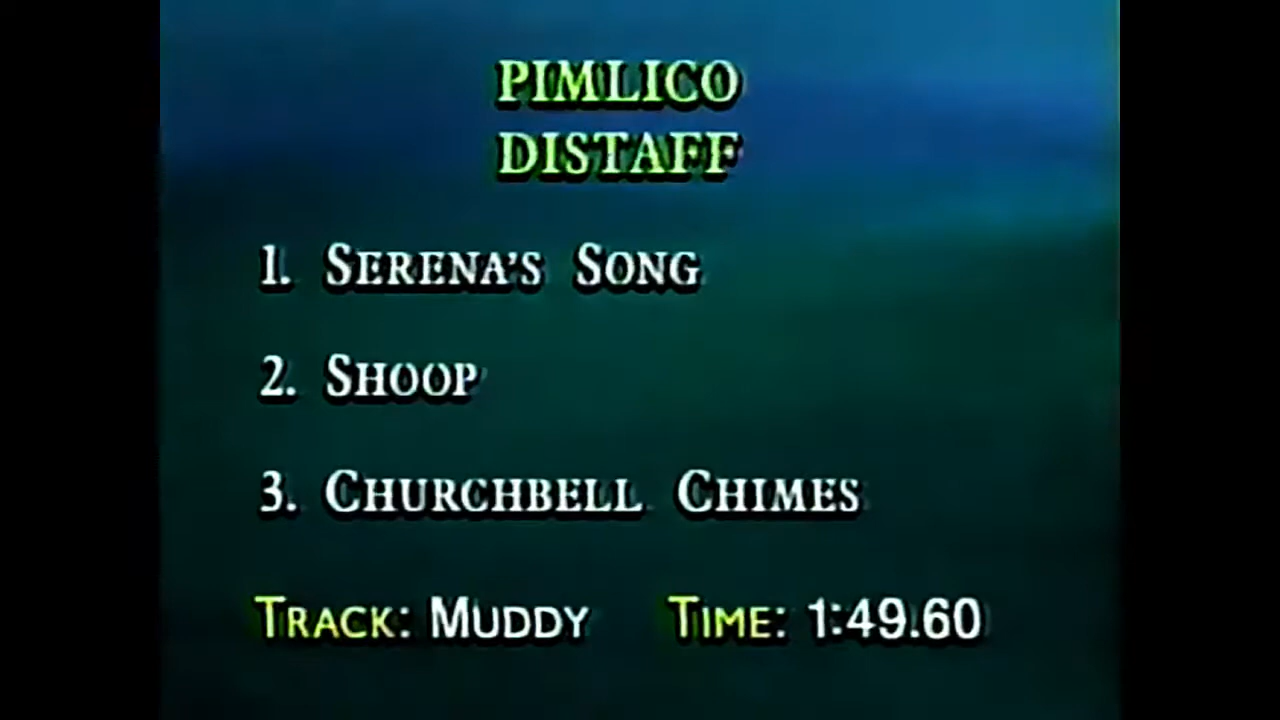 PIMLICO
DISTAFF
1. SERENA'S SONG
2. SHOOP
3. CHURCHBELL CHIMES
TRACK: MUDDY TIME: 1:49.60